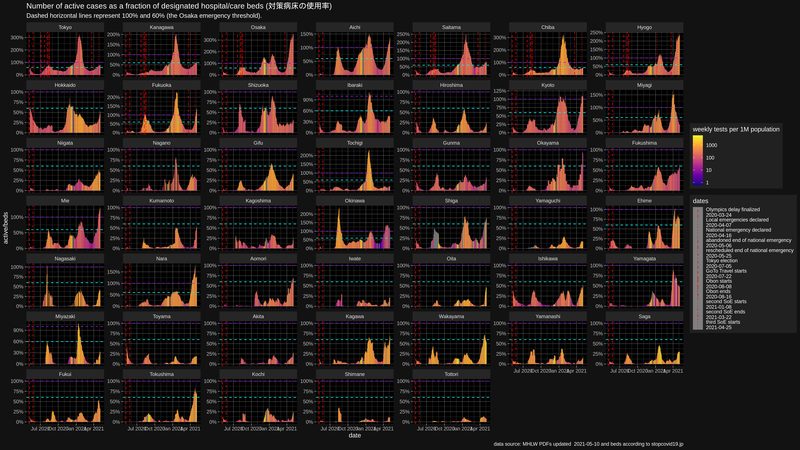 Number of active cases as a fraction of designated hospital/care beds (対策病床の使用率)
Dashed horizontal lines represent 100% and 60% (the Osaka emergency threshold).
Tokyo Kanagawa Osaka Aichi Saitama Chiba Hyogo
300%
200%
100%
0%
Hokkaido Fukuoka Shizuoka Ibaraki Hiroshima Kyoto Miyagi
Niigata Nagano Gifu Tochigi Gunma Okayama Fukushima
Mie Kumamoto Kagoshima Okinawa Shiga Yamaguchi Ehime
Nagasaki Nara Aomori Iwate Oita Ishikawa Yamagata
Miyazaki Toyama Akita Kagawa Wakayama Yamanashi Saga
Fukui Tokushima Kochi Shimane Tottori
100%
75%
50%
25%
0%
Jul 2020 Oct 2020 Jan 2021 Apr 2021
active/beds
date
weekly tests per 1M population
1000
100
10
1
dates
Olympics delay finalized
2020-03-24
Local emergencies declared
2020-04-07
National emergency declared
2020-04-16
abandoned end of national emergency
2020-05-06
rescheduled end of national emergency
2020-05-25
Tokyo election
2020-07-05
GoTo Travel starts
2020-07-22
Obon starts
2020-08-08
Obon ends
2020-08-16
second SoE starts
2021-01-08
second SoE ends
2021-03-22
third SoE starts
2021-04-25
data source: MHLW PDFs updated 2021-05-10 and beds according to stopcovid19.jp